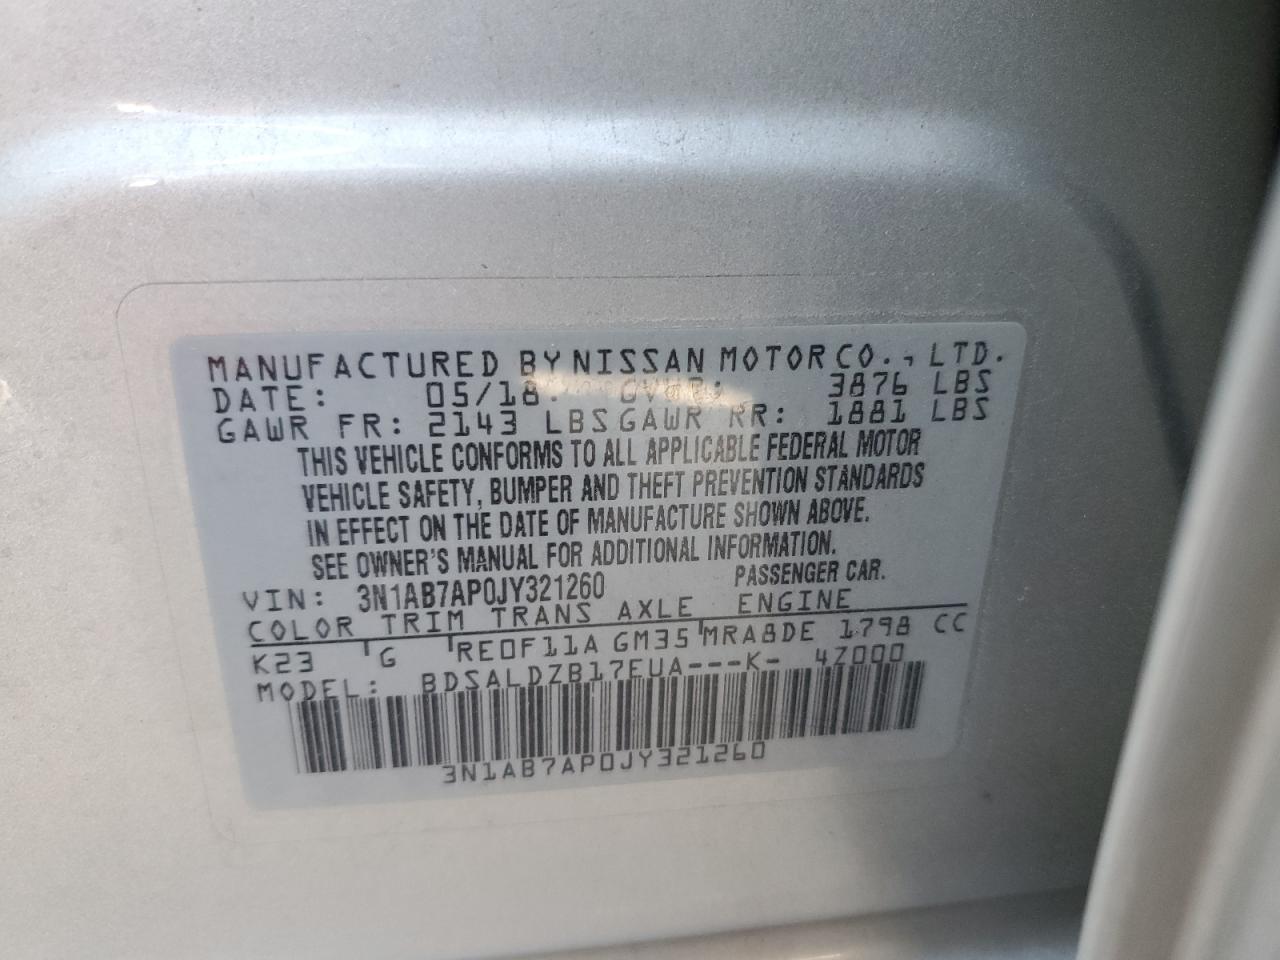 MANUFACTURED BY NISSAN MOTOR CO., LTD.
DATE: 05/18 GVWR: 3876 LBS
GAWR FR: 2143 LBS GAWR RR: 1881 LBS
THIS VEHICLE CONFORMS TO ALL APPLICABLE FEDERAL MOTOR
VEHICLE SAFETY, BUMPER AND THEFT PREVENTION STANDARDS
IN EFFECT ON THE DATE OF MANUFACTURE SHOWN ABOVE.
SEE OWNER'S MANUAL FOR ADDITIONAL INFORMATION.
VIN: 3N1AB7AP0JY321260 PASSENGER CAR.
COLOR TRIM TRANS AXLE ENGINE
K23 G RE0F11A GM35 MRA8DE 1798 CC
MODEL: BDSALDZB17EUA---K- 4Z000
3N1AB7AP0JY321260